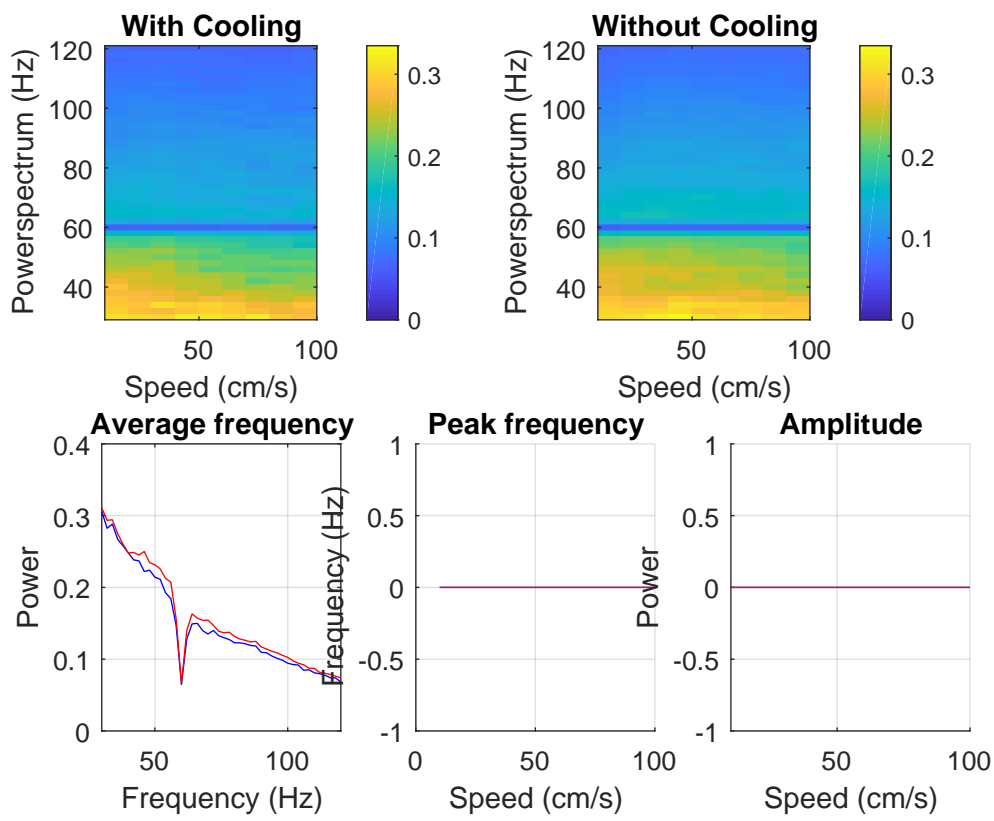 With Cooling
Powerspectrum (Hz)
120
100
80
60
40
50
100
Speed (cm/s)
0.3
0.2
0.1
0
Without Cooling
Powerspectrum (Hz)
120
100
80
60
40
50
100
Speed (cm/s)
0.3
0.2
0.1
0
Average frequency
Power
0.4
0.3
0.2
0.1
0
50
100
Frequency (Hz)
Peak frequency
Frequency (Hz)
1
0.5
0
-0.5
-1
0
50
100
Speed (cm/s)
Amplitude
Power
1
0.5
0
-0.5
-1
50
100
Speed (cm/s)